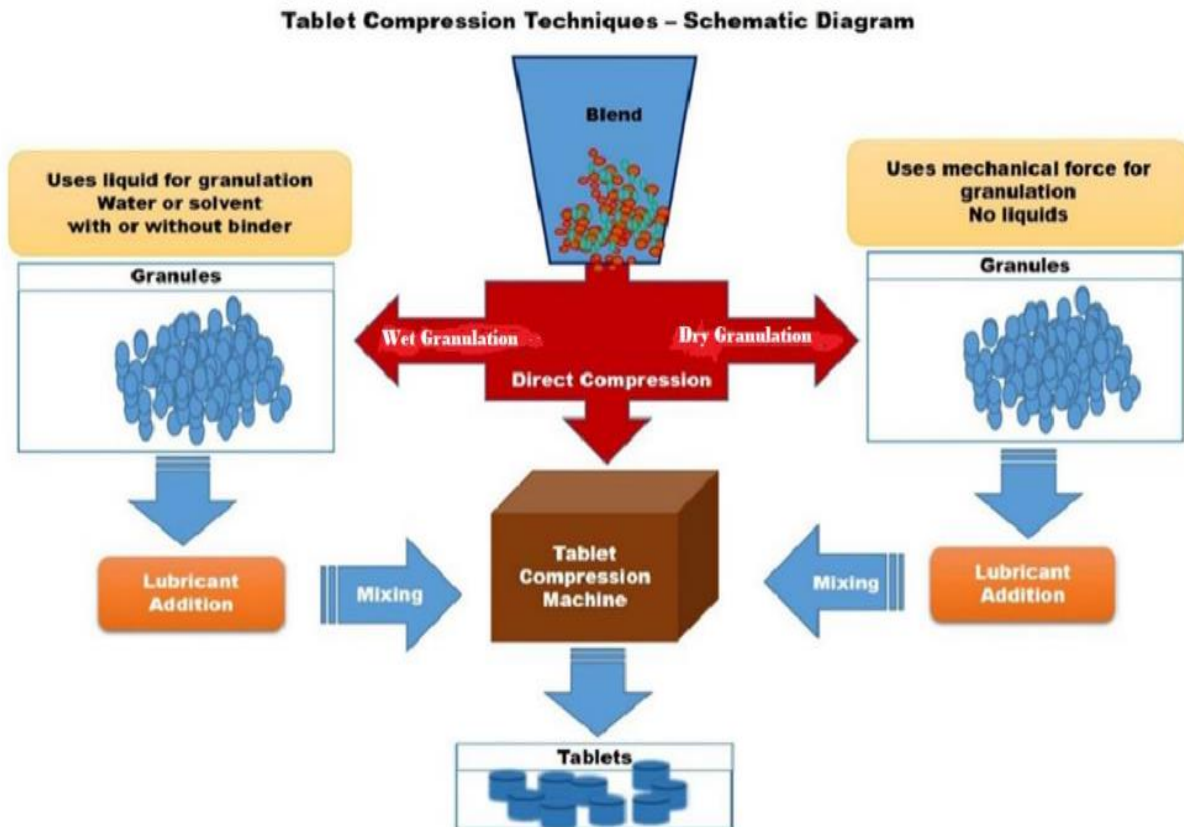 Tablet Compression Techniques – Schematic Diagram
Blend
Uses liquid for granulation
Water or solvent
with or without binder
Uses mechanical force for
granulation
No liquids
Granules
Granules
Wet Granulation
Dry Granulation
Direct Compression
Lubricant
Addition
Mixing
Tablet
Compression
Machine
Mixing
Lubricant
Addition
Tablets